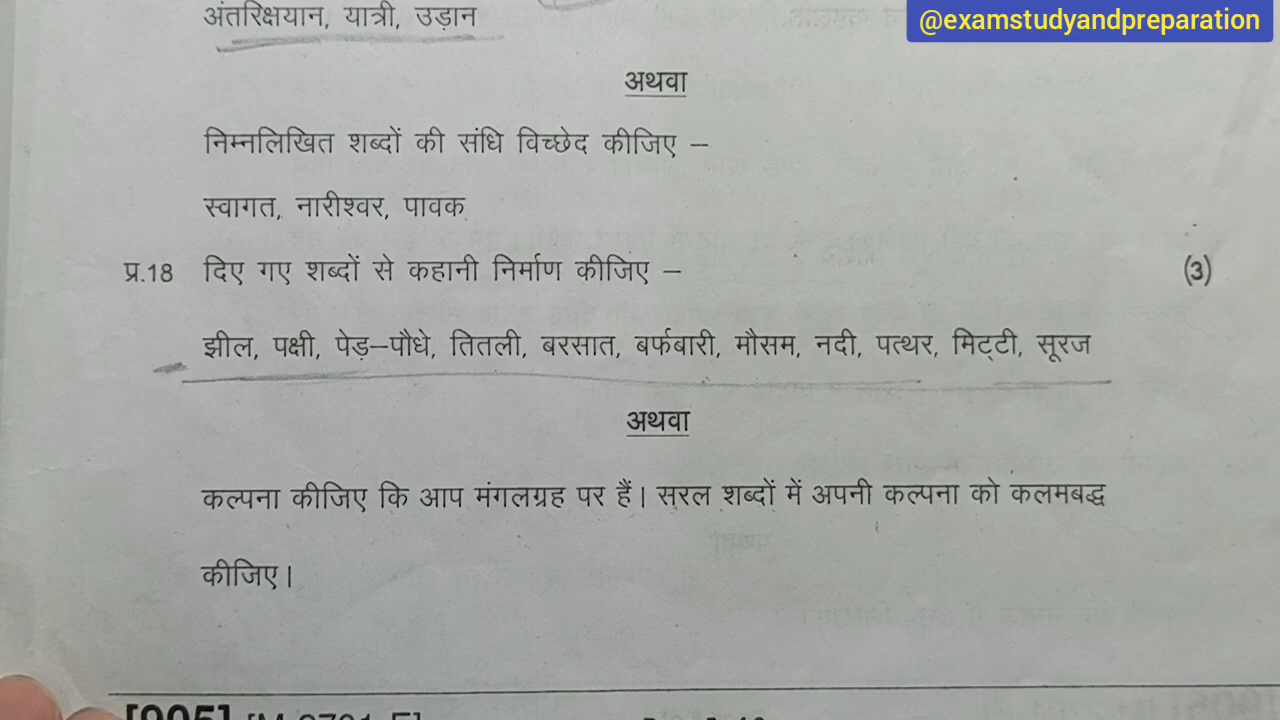 @examstudyandpreparation
अंतरिक्षयान, यात्री, उड़ान
अथवा
निम्नलिखित शब्दों की संधि विच्छेद कीजिए –
स्वागत, नारीश्वर, पावक
प्र.18 दिए गए शब्दों से कहानी निर्माण कीजिए – (3)
झील, पक्षी, पेड़–पौधे, तितली, बरसात, बर्फबारी, मौसम, नदी, पत्थर, मिट्टी, सूरज
अथवा
कल्पना कीजिए कि आप मंगलग्रह पर हैं। सरल शब्दों में अपनी कल्पना को कलमबद्ध
कीजिए।